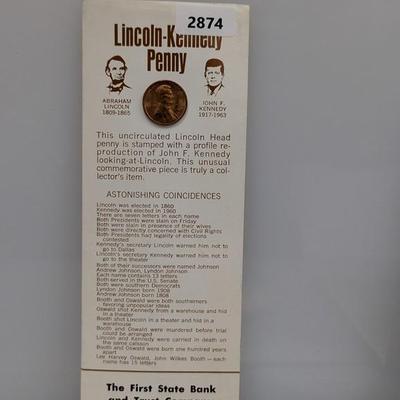 2874
Lincoln-Kennedy
Penny
ABRAHAM
LINCOLN
1809-1865
JOHN F.
KENNEDY
1917-1963
This uncirculated Lincoln Head
penny is stamped with a profile re-
production of John F. Kennedy
looking-at-Lincoln. This unusual
commemorative piece is truly a col-
lector's item.
ASTONISHING COINCIDENCES
Lincoln was elected in 1860
Kennedy was elected in 1960
There are seven letters in each name
Both Presidents were slain on Friday
Both were slain in presence of their wives
Both were directly concerned with Civil Rights
Both Presidents had legality of elections
contested
Kennedy's secretary Lincoln warned him not to
go to Dallas
Lincoln's secretary Kennedy warned him not to
go to the theater
Both of their successors were named Johnson
Andrew Johnson, Lyndon Johnson
Each name contains 13 letters
Both served in the U.S. Senate
Both were southern Democrats
Lyndon Johnson born 1908
Andrew Johnson born 1808
Booth and Oswald were both southerners
favoring unpopular ideas
Oswald shot Kennedy from a warehouse and hid
in a theater
Booth shot Lincoln in a theater and hid in a
warehouse
Booth and Oswald were murdered before trial
could be arranged
Lincoln and Kennedy were carried in death on
the same caisson
Booth and Oswald were born one hundred years
apart
Lee Harvey Oswald, John Wilkes Booth — each
name has 15 letters
The First State Bank
and Trust Company